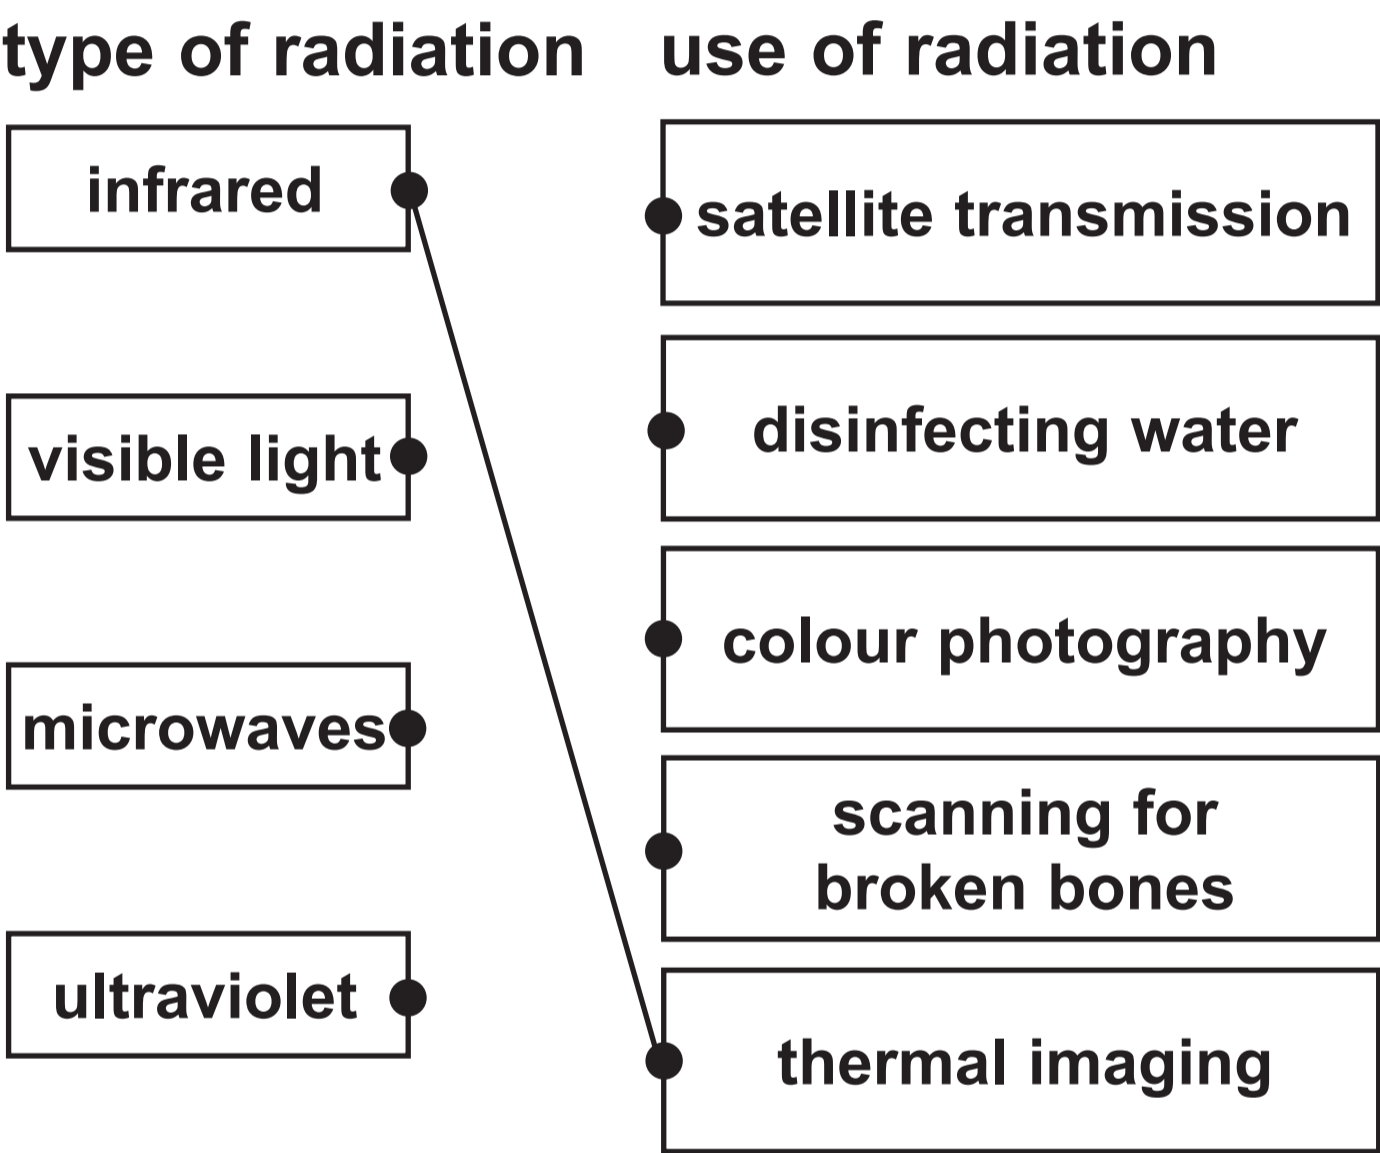 type of radiation
use of radiation
infrared
visible light
microwaves
ultraviolet
satellite transmission
disinfecting water
colour photography
scanning for
broken bones
thermal imaging